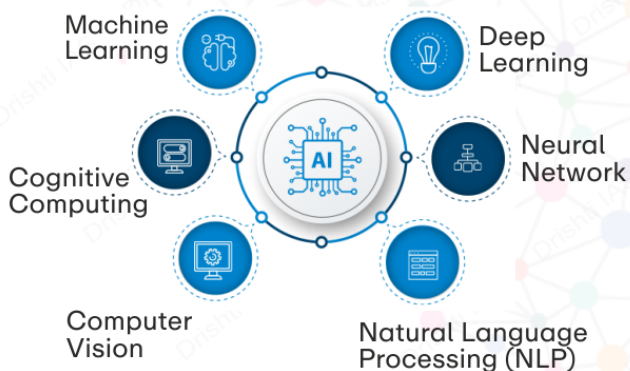 Machine
Learning
Deep
Learning
AI
Cognitive
Computing
Neural
Network
Computer
Vision
Natural Language
Processing (NLP)